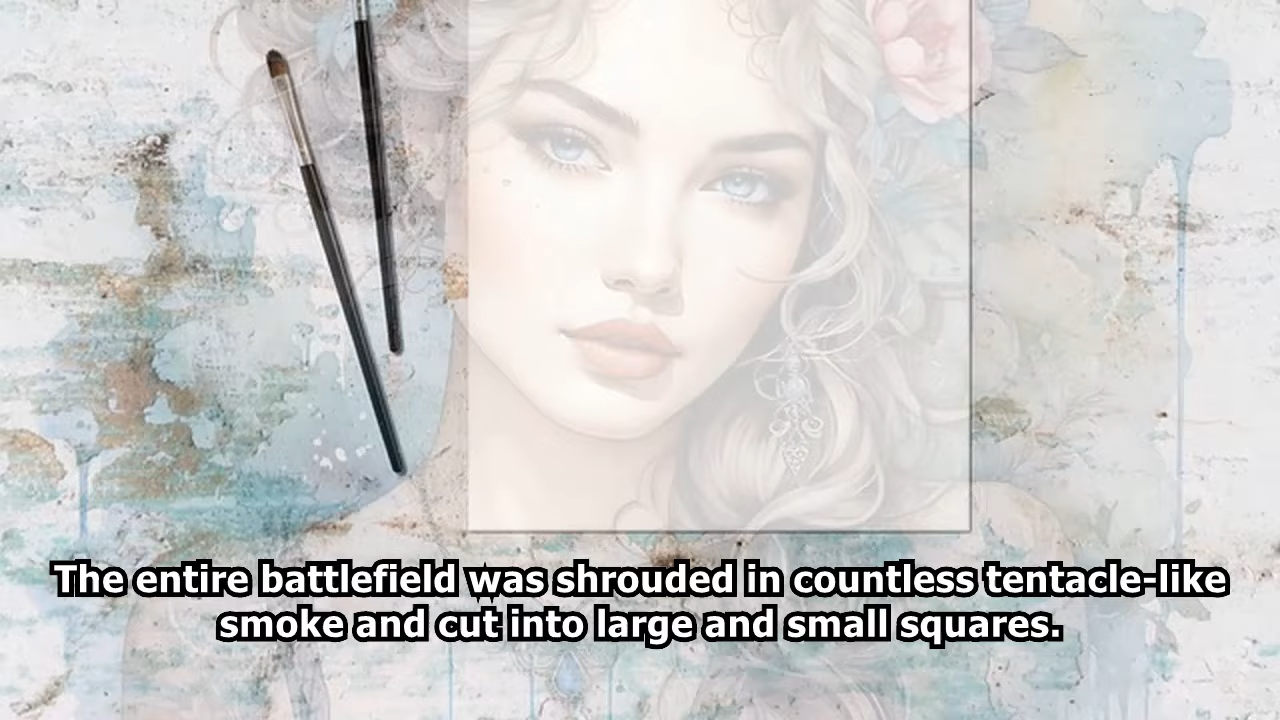 The entire battlefield was shrouded in countless tentacle-like
smoke and cut into large and small squares.